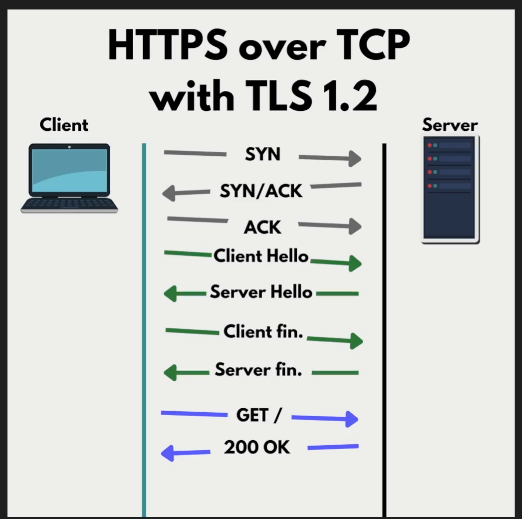 HTTPS over TCP
with TLS 1.2
Client
Server
SYN
SYN/ACK
ACK
Client Hello
Server Hello
Client fin.
Server fin.
GET /
200 OK